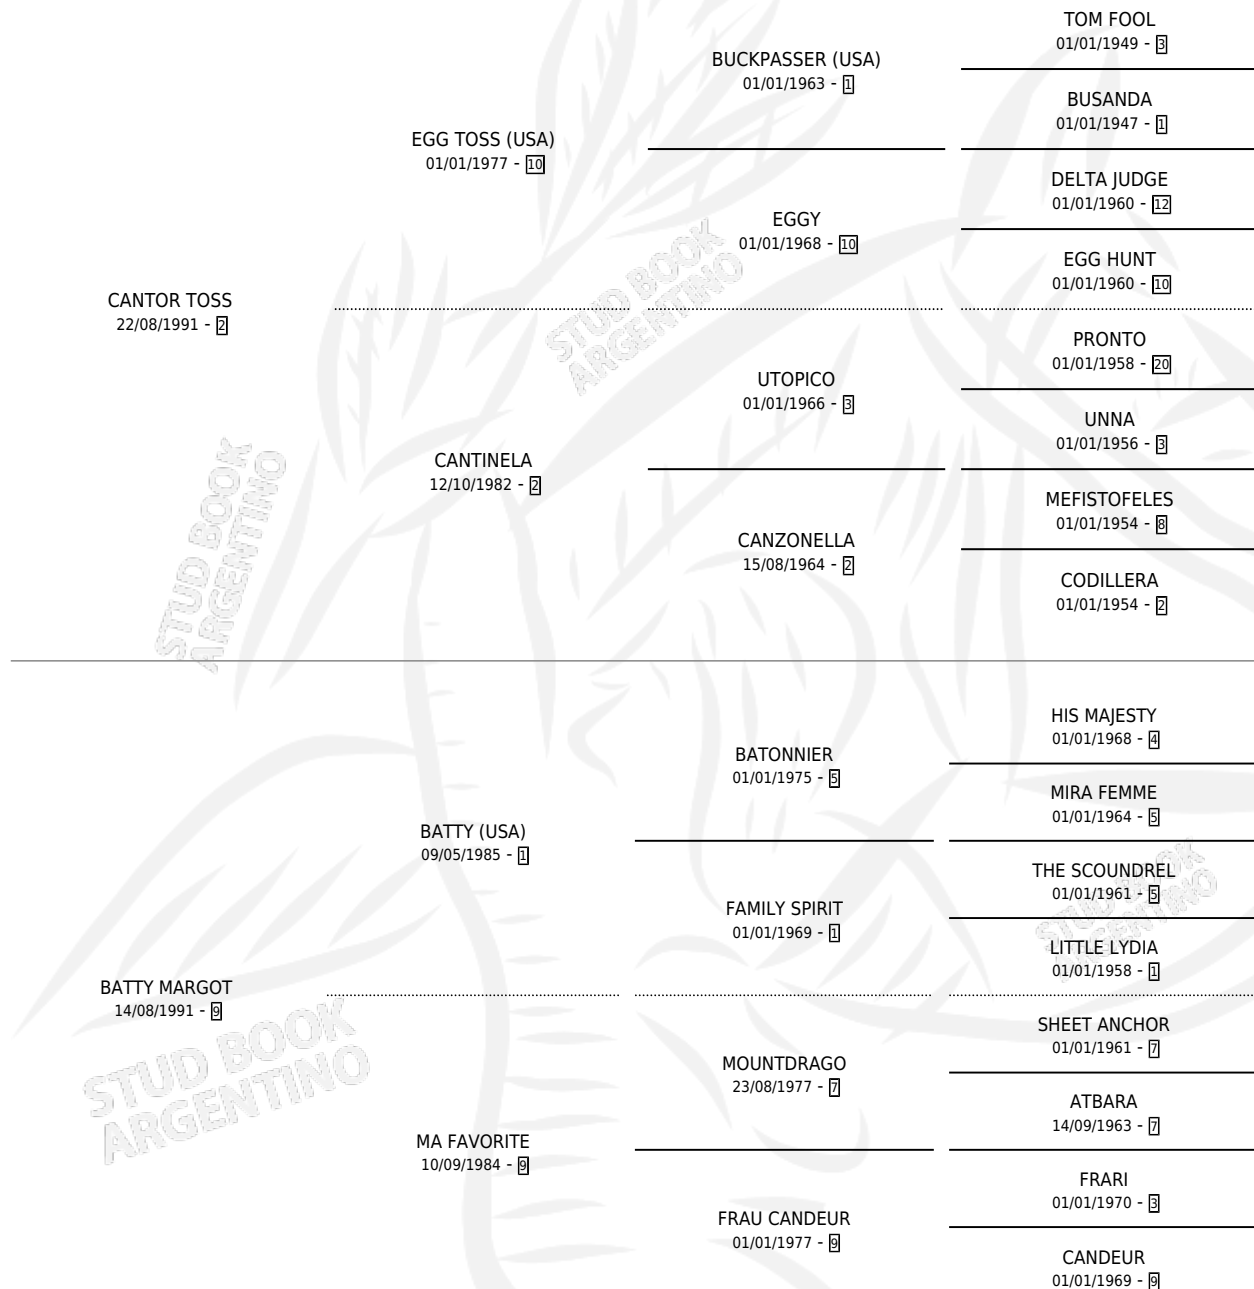 TOM FOOL
01/01/1949 - 3
BUCKPASSER (USA)
01/01/1963 - 1
BUSANDA
01/01/1947 - 1
EGG TOSS (USA)
01/01/1977 - 10
DELTA JUDGE
01/01/1960 - 12
EGGY
01/01/1968 - 10
EGG HUNT
01/01/1960 - 10
CANTOR TOSS
22/08/1991 - 2
PRONTO
01/01/1958 - 20
UTOPICO
01/01/1966 - 3
UNNA
01/01/1956 - 3
CANTINELA
12/10/1982 - 2
MEFISTOFELES
01/01/1954 - 8
CANZONELLA
15/08/1964 - 2
CODILLERA
01/01/1954 - 2
HIS MAJESTY
01/01/1968 - 4
BATONNIER
01/01/1975 - 5
MIRA FEMME
01/01/1964 - 5
BATTY (USA)
09/05/1985 - 1
THE SCOUNDREL
01/01/1961 - 5
FAMILY SPIRIT
01/01/1969 - 1
LITTLE LYDIA
01/01/1958 - 1
BATTY MARGOT
14/08/1991 - 9
SHEET ANCHOR
01/01/1961 - 7
MOUNTDRAGO
23/08/1977 - 7
ATBARA
14/09/1963 - 7
MA FAVORITE
10/09/1984 - 9
FRARI
01/01/1970 - 3
FRAU CANDEUR
01/01/1977 - 9
CANDEUR
01/01/1969 - 9
STUD BOOK
ARGENTINO
STUD BOOK
ARGENTINO
STUD BOOK
ARGENTINO
STUD BOOK
ARGENTINO